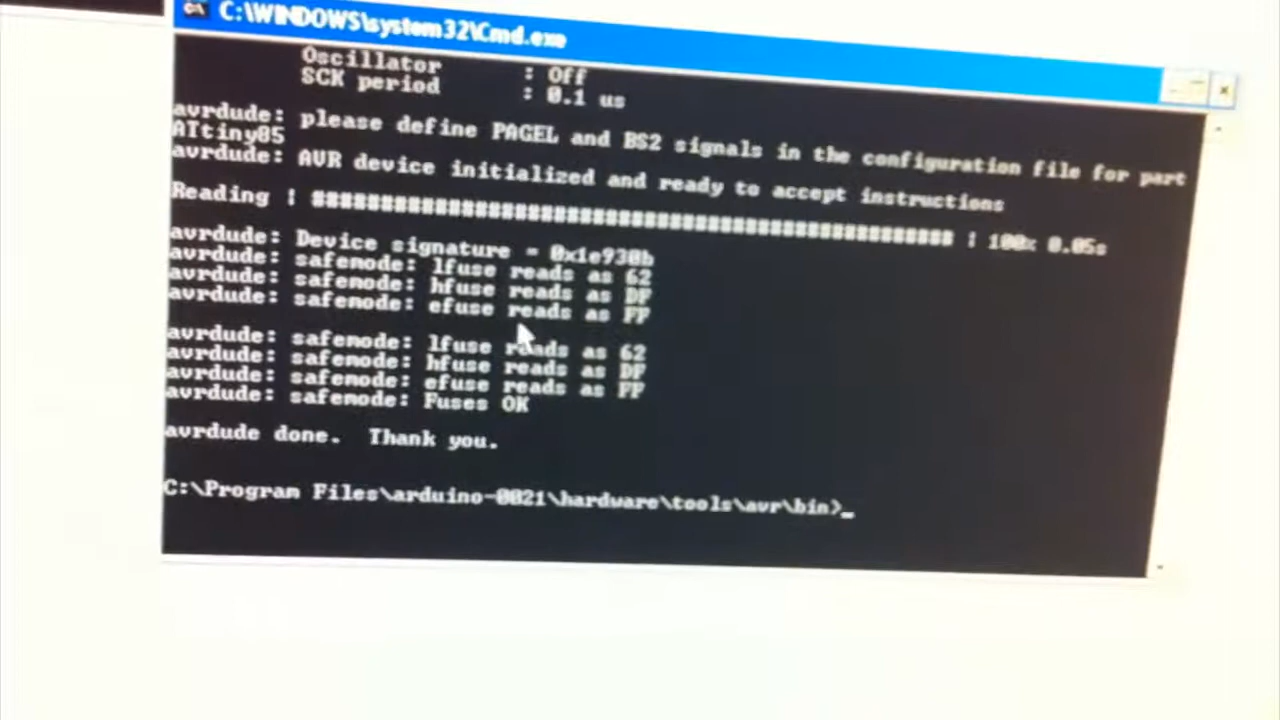 C:\WINDOWS\system32\Cmd.exe
Oscillator : Off
SCK period : 0.1 us
avrdude: please define PAGEL and BS2 signals in the configuration file for part
ATtiny85
avrdude: AVR device initialized and ready to accept instructions
Reading | ################################################## | 100% 0.05s
avrdude: Device signature = 0x1e930b
avrdude: safemode: lfuse reads as 62
avrdude: safemode: hfuse reads as DF
avrdude: safemode: efuse reads as FF
avrdude: safemode: lfuse reads as 62
avrdude: safemode: hfuse reads as DF
avrdude: safemode: efuse reads as FF
avrdude: safemode: Fuses OK
avrdude done.  Thank you.
C:\Program Files\arduino-0021\hardware\tools\avr\bin>_